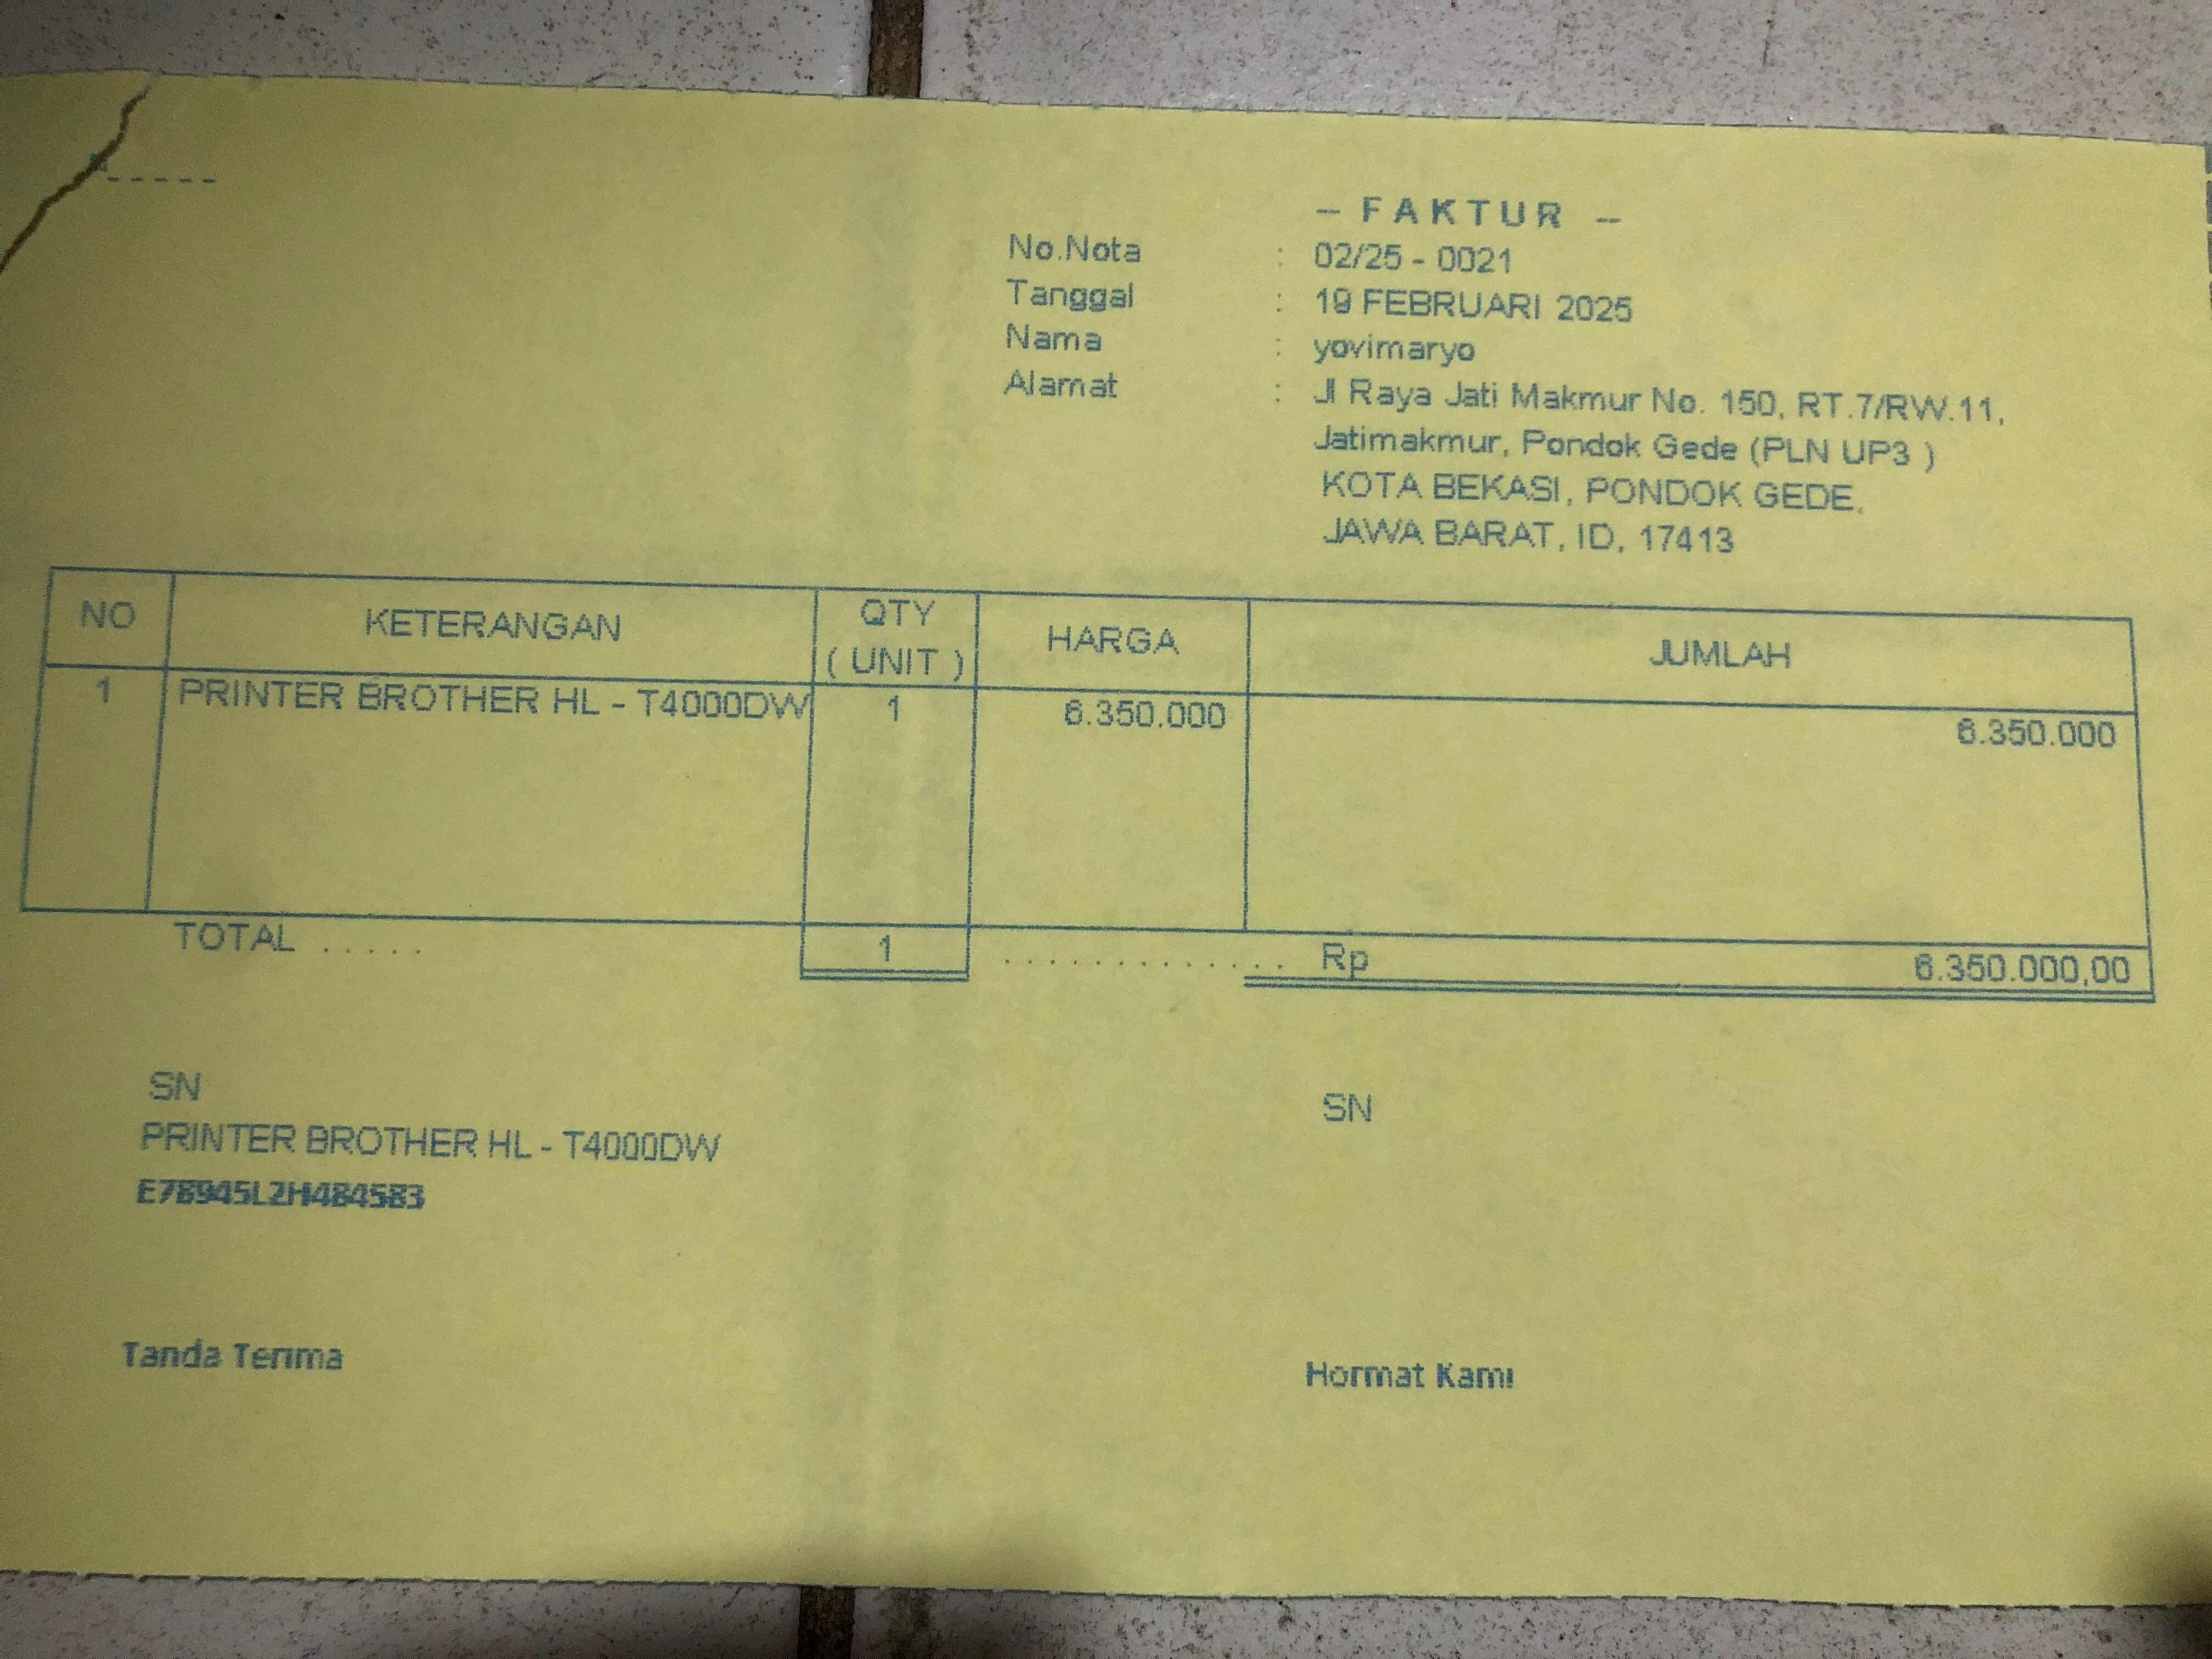 – FAKTUR –
No.Nota : 02/25 - 0021
Tanggal : 19 FEBRUARI 2025
Nama : yovimaryo
Alamat : Jl Raya Jati Makmur No. 150, RT.7/RW.11,
Jatimakmur, Pondok Gede (PLN UP3 )
KOTA BEKASI, PONDOK GEDE,
JAWA BARAT, ID, 17413
NO KETERANGAN QTY ( UNIT ) HARGA JUMLAH
1 PRINTER BROTHER HL - T4000DW 1 6.350.000 6.350.000
TOTAL ..... 1 ............. Rp 6.350.000,00
SN SN
PRINTER BROTHER HL - T4000DW
E78945L2H484583
Tanda Terima Hormat Kami